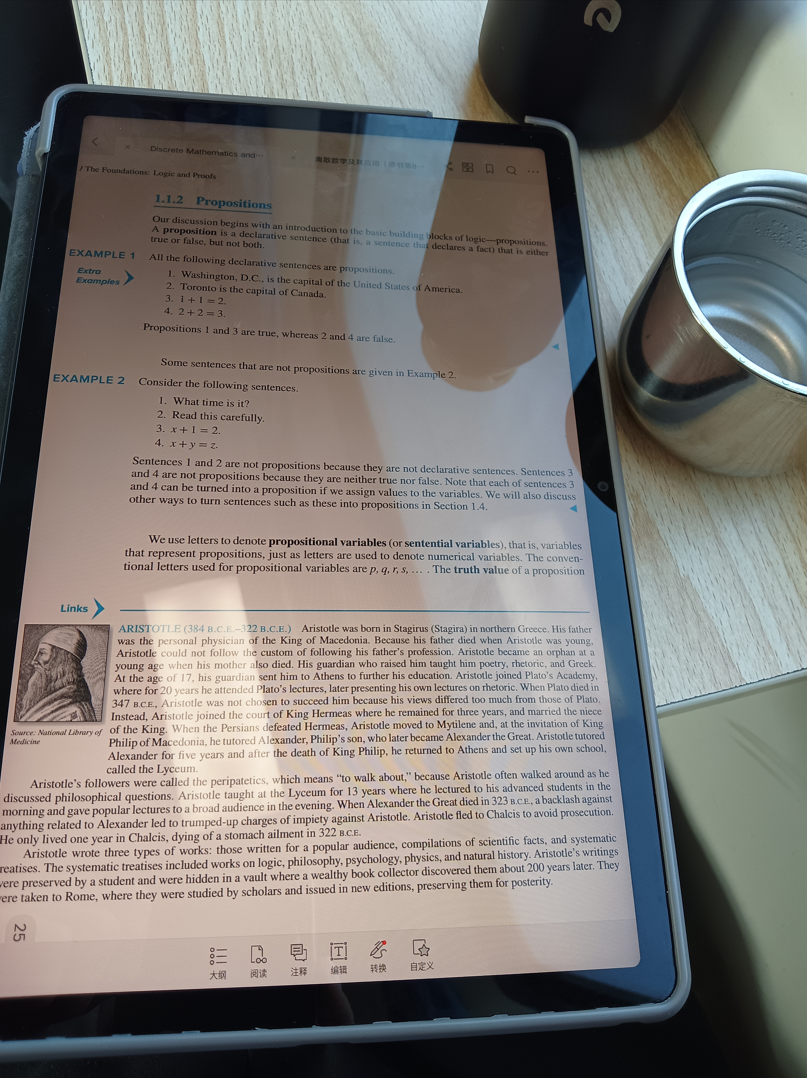 Discrete Mathematics and···
/ The Foundations: Logic and Proofs
1.1.2 Propositions
Our discussion begins with an introduction to the basic building blocks of logic—propositions.
A proposition is a declarative sentence (that is, a sentence that declares a fact) that is either
true or false, but not both.
EXAMPLE 1 All the following declarative sentences are propositions.
Extra
Examples
1. Washington, D.C., is the capital of the United States of America.
2. Toronto is the capital of Canada.
3. 1 + 1 = 2.
4. 2 + 2 = 3.
Propositions 1 and 3 are true, whereas 2 and 4 are false.
Some sentences that are not propositions are given in Example 2.
EXAMPLE 2 Consider the following sentences.
1. What time is it?
2. Read this carefully.
3. x + 1 = 2.
4. x + y = z.
Sentences 1 and 2 are not propositions because they are not declarative sentences. Sentences 3
and 4 are not propositions because they are neither true nor false. Note that each of sentences 3
and 4 can be turned into a proposition if we assign values to the variables. We will also discuss
other ways to turn sentences such as these into propositions in Section 1.4.
We use letters to denote propositional variables (or sentential variables), that is, variables
that represent propositions, just as letters are used to denote numerical variables. The conven-
tional letters used for propositional variables are p, q, r, s, … . The truth value of a proposition
Links
ARISTOTLE (384 B.C.E.–322 B.C.E.) Aristotle was born in Stagirus (Stagira) in northern Greece. His father
was the personal physician of the King of Macedonia. Because his father died when Aristotle was young,
Aristotle could not follow the custom of following his father's profession. Aristotle became an orphan at a
young age when his mother also died. His guardian who raised him taught him poetry, rhetoric, and Greek.
At the age of 17, his guardian sent him to Athens to further his education. Aristotle joined Plato's Academy,
where for 20 years he attended Plato's lectures, later presenting his own lectures on rhetoric. When Plato died in
347 B.C.E., Aristotle was not chosen to succeed him because his views differed too much from those of Plato.
Instead, Aristotle joined the court of King Hermeas where he remained for three years, and married the niece
of the King. When the Persians defeated Hermeas, Aristotle moved to Mytilene and, at the invitation of King
Philip of Macedonia, he tutored Alexander, Philip's son, who later became Alexander the Great. Aristotle tutored
Alexander for five years and after the death of King Philip, he returned to Athens and set up his own school,
called the Lyceum.
Source: National Library of
Medicine
Aristotle's followers were called the peripatetics, which means "to walk about," because Aristotle often walked around as he
discussed philosophical questions. Aristotle taught at the Lyceum for 13 years where he lectured to his advanced students in the
morning and gave popular lectures to a broad audience in the evening. When Alexander the Great died in 323 B.C.E., a backlash against
anything related to Alexander led to trumped-up charges of impiety against Aristotle. Aristotle fled to Chalcis to avoid prosecution.
He only lived one year in Chalcis, dying of a stomach ailment in 322 B.C.E.
Aristotle wrote three types of works: those written for a popular audience, compilations of scientific facts, and systematic
reatises. The systematic treatises included works on logic, philosophy, psychology, physics, and natural history. Aristotle's writings
ere preserved by a student and were hidden in a vault where a wealthy book collector discovered them about 200 years later. They
ere taken to Rome, where they were studied by scholars and issued in new editions, preserving them for posterity.
25
大纲 阅读 注释 编辑 转换 自定义